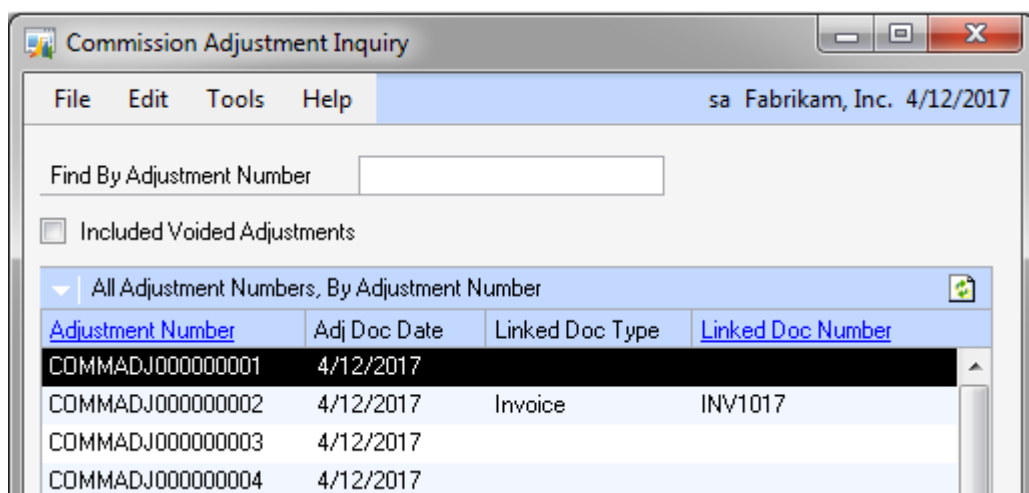 Commission Adjustment Inquiry
File Edit Tools Help sa Fabrikam, Inc. 4/12/2017
Find By Adjustment Number
Included Voided Adjustments
All Adjustment Numbers, By Adjustment Number
Adjustment Number Adj Doc Date Linked Doc Type Linked Doc Number
COMMADJ000000001 4/12/2017
COMMADJ000000002 4/12/2017 Invoice INV1017
COMMADJ000000003 4/12/2017
COMMADJ000000004 4/12/2017